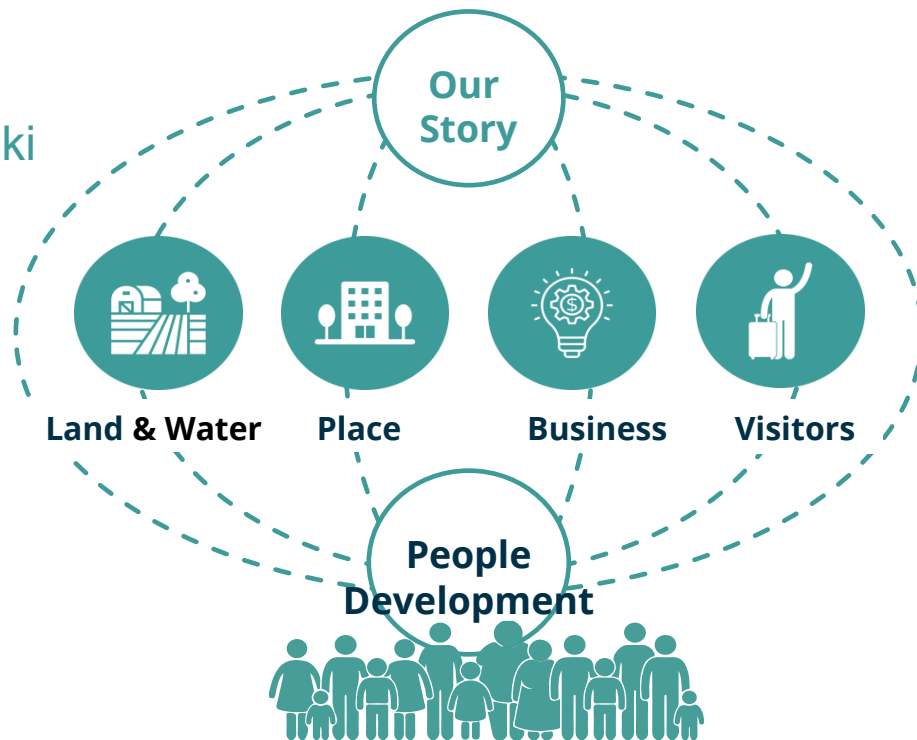 Our
Story
ki
Land & Water
Place
Business
Visitors
$
People
Development